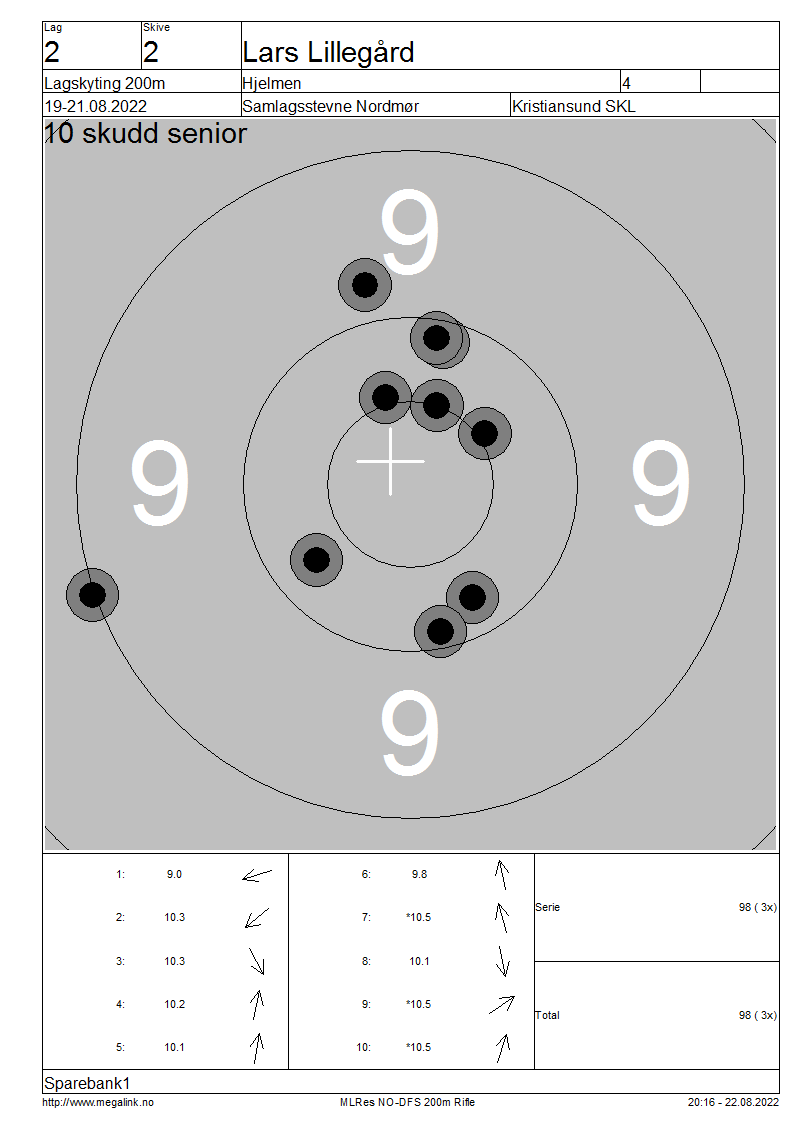 Lag Skive
2 2 Lars Lillegård
Lagskyting 200m Hjelmen 4
19-21.08.2022 Samlagsstevne Nordmør Kristiansund SKL
10 skudd senior
9
9 9
9
1: 9.0 6: 9.8
2: 10.3 7: *10.5
Serie 98 ( 3x)
3: 10.3 8: 10.1
4: 10.2 9: *10.5
Total 98 ( 3x)
5: 10.1 10: *10.5
Sparebank1
http://www.megalink.no MLRes NO-DFS 200m Rifle 20:16 - 22.08.2022